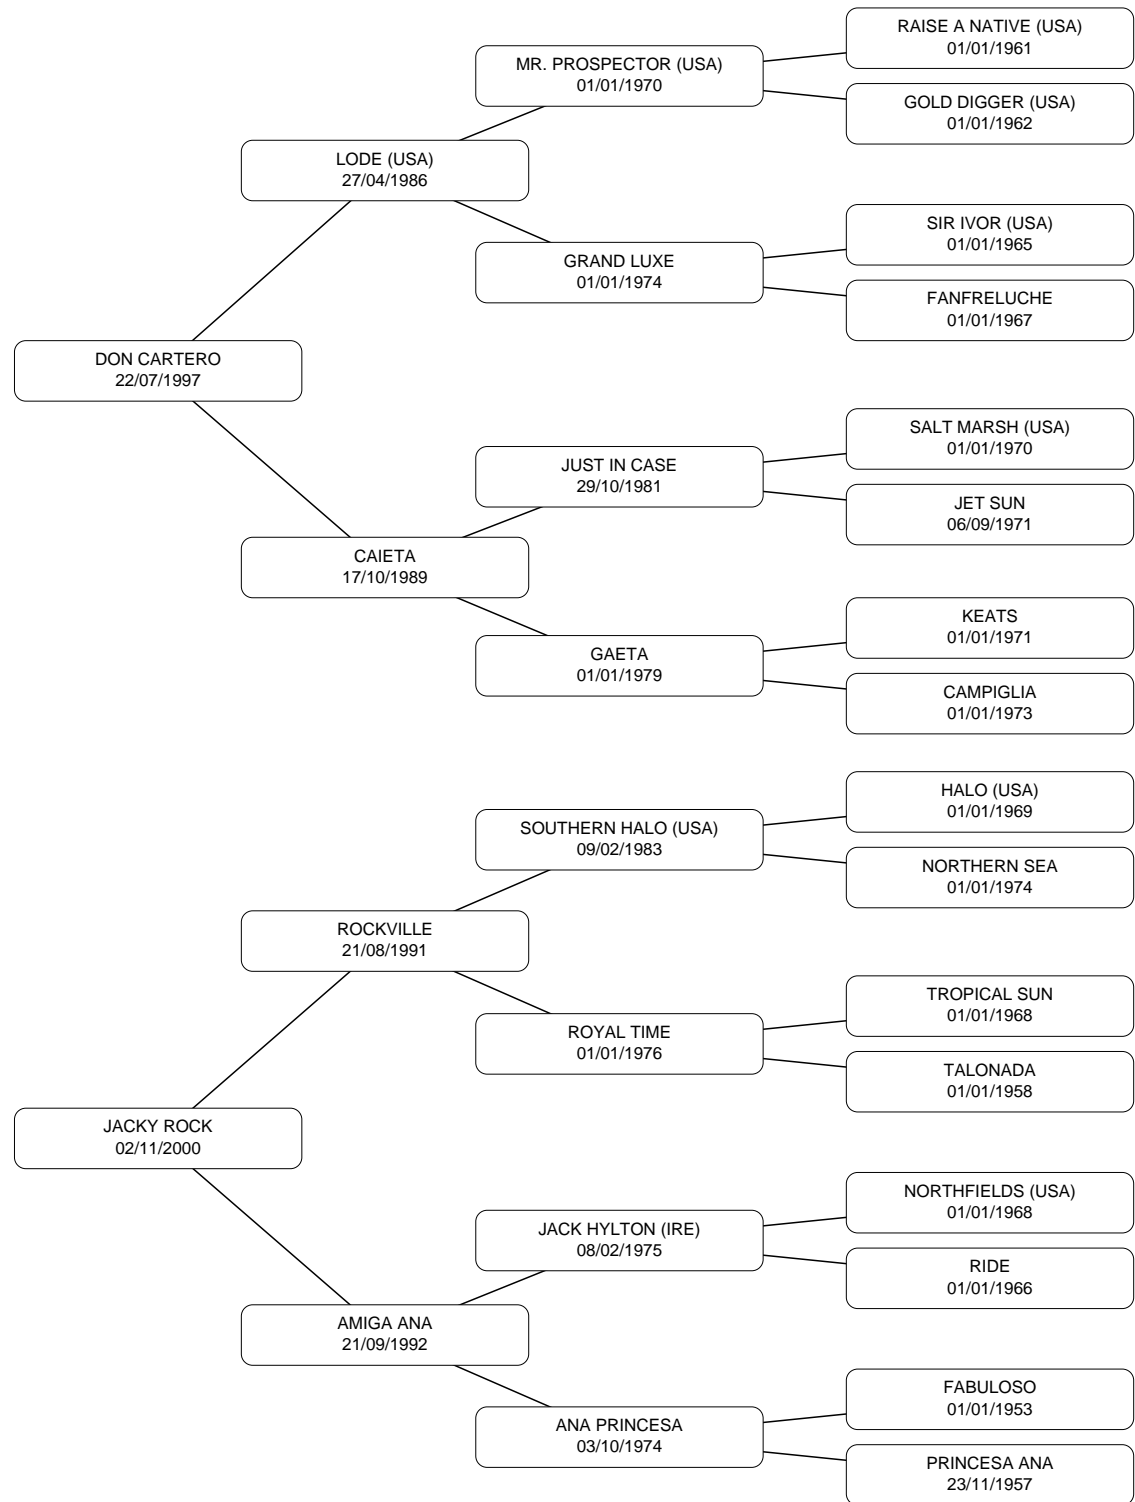 RAISE A NATIVE (USA)
01/01/1961
MR. PROSPECTOR (USA)
01/01/1970
GOLD DIGGER (USA)
01/01/1962
LODE (USA)
27/04/1986
SIR IVOR (USA)
01/01/1965
GRAND LUXE
01/01/1974
FANFRELUCHE
01/01/1967
DON CARTERO
22/07/1997
SALT MARSH (USA)
01/01/1970
JUST IN CASE
29/10/1981
JET SUN
06/09/1971
CAIETA
17/10/1989
KEATS
01/01/1971
GAETA
01/01/1979
CAMPIGLIA
01/01/1973
HALO (USA)
01/01/1969
SOUTHERN HALO (USA)
09/02/1983
NORTHERN SEA
01/01/1974
ROCKVILLE
21/08/1991
TROPICAL SUN
01/01/1968
ROYAL TIME
01/01/1976
TALONADA
01/01/1958
JACKY ROCK
02/11/2000
NORTHFIELDS (USA)
01/01/1968
JACK HYLTON (IRE)
08/02/1975
RIDE
01/01/1966
AMIGA ANA
21/09/1992
FABULOSO
01/01/1953
ANA PRINCESA
03/10/1974
PRINCESA ANA
23/11/1957